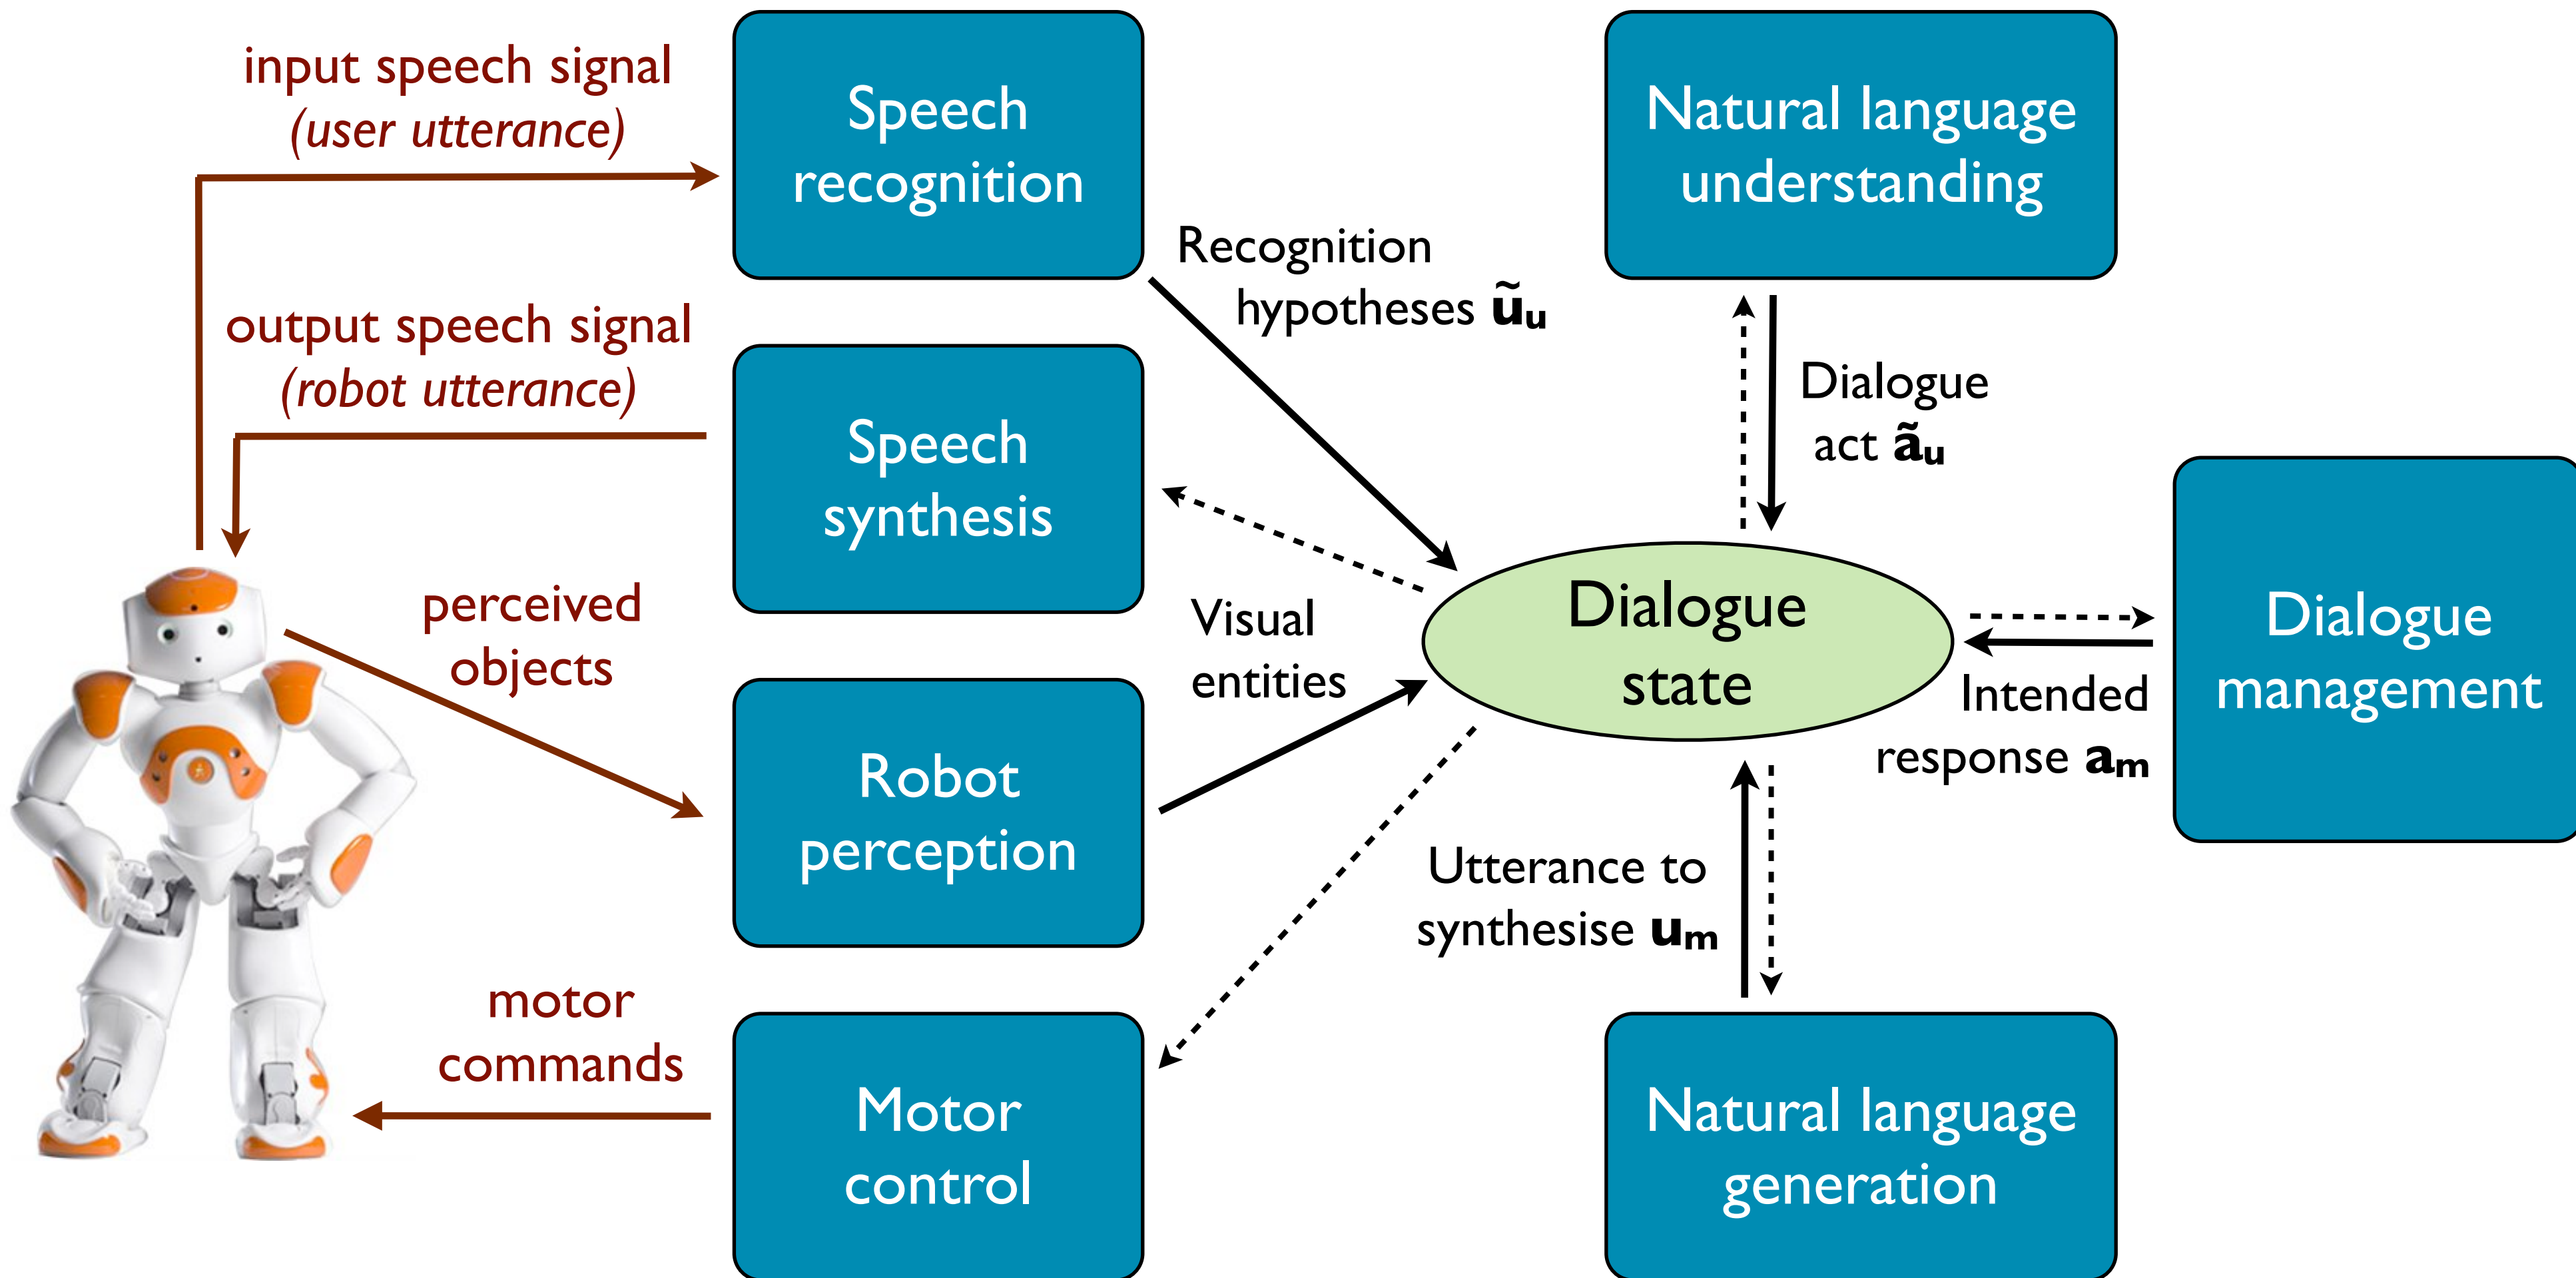 input speech signal
(user utterance)
Speech
recognition
Natural language
understanding
Recognition
hypotheses ũᵤ
output speech signal
(robot utterance)
Speech
synthesis
Dialogue
act ãᵤ
perceived
objects
Visual
entities
Dialogue
state
Dialogue
management
Intended
response aₘ
Robot
perception
Utterance to
synthesise uₘ
motor
commands
Motor
control
Natural language
generation